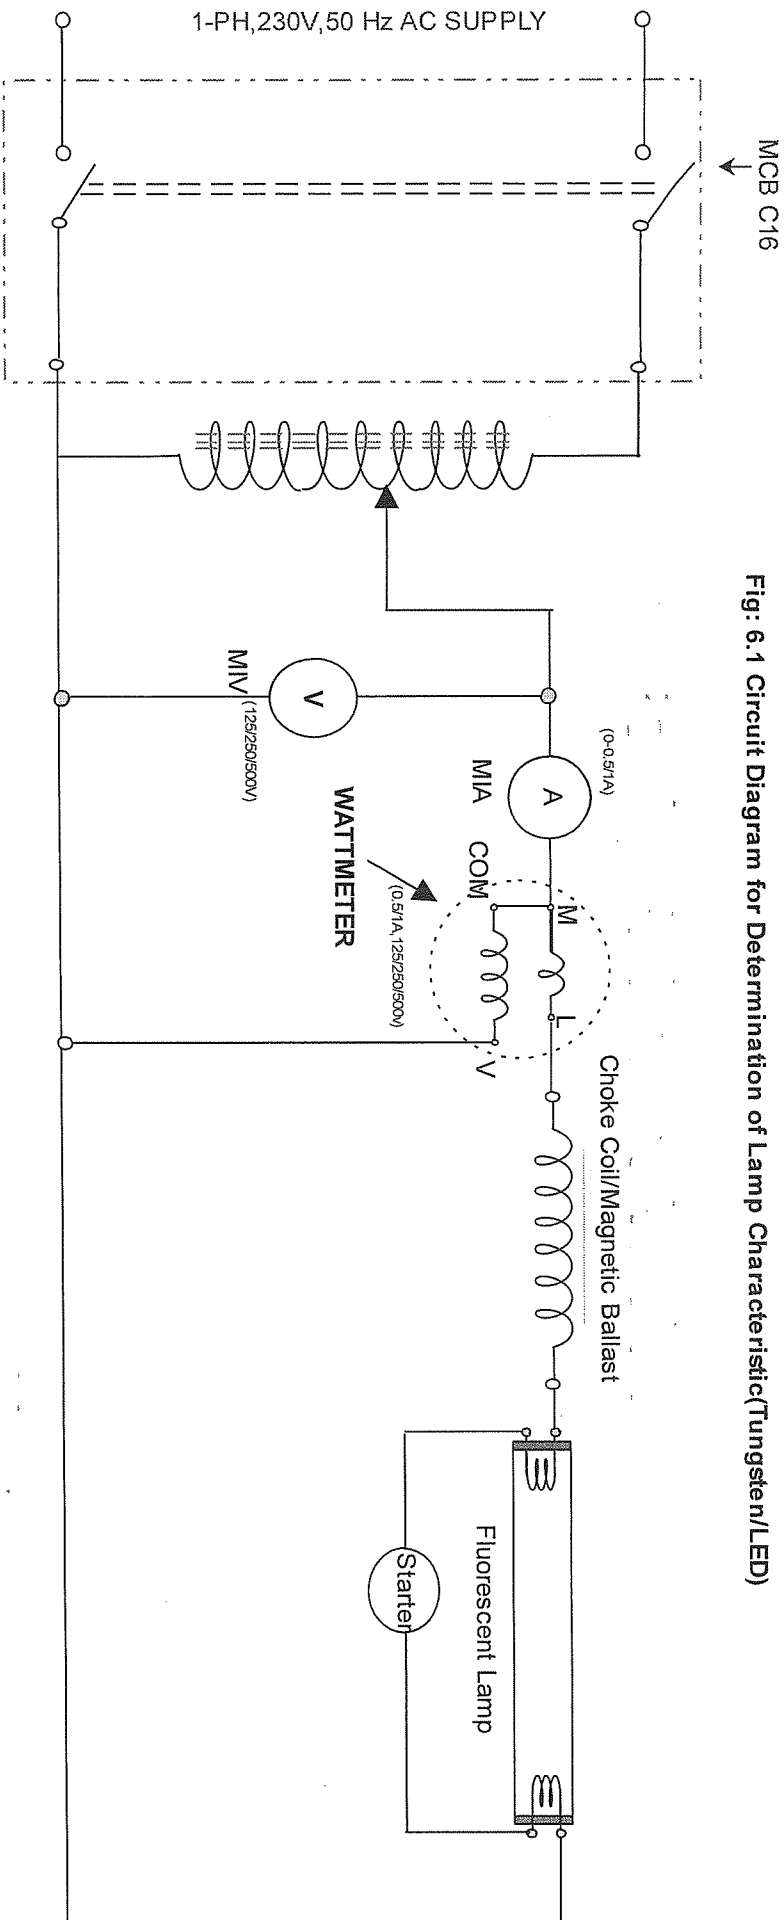 Fig: 6.1 Circuit Diagram for Determination of Lamp Characteristic(Tungsten/LED)
MCB C16
1-PH,230V,50 Hz AC SUPPLY
(0-0.5/1A)
A
MIA
V
MIV (125/250/500V)
WATTMETER
(0.5/1A,125/250/500v)
COM
M
L
V
Choke Coil/Magnetic Ballast
Fluorescent Lamp
Starter